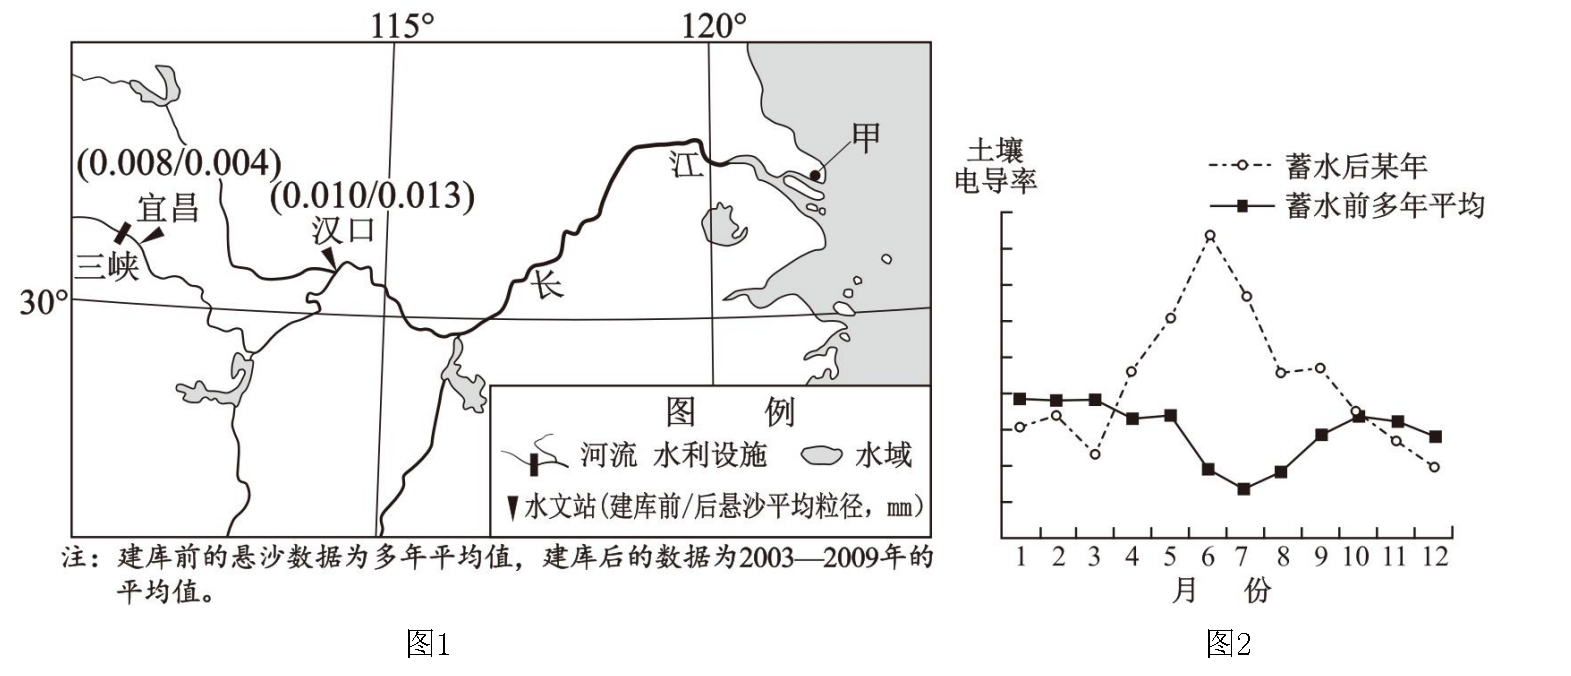 115° 120°
甲
(0.008/0.004)
江
(0.010/0.013)
宜昌
汉口
三峡
长
30°
图 例
河流 水利设施 水域
水文站(建库前/后悬沙平均粒径，mm)
注：建库前的悬沙数据为多年平均值，建库后的数据为2003—2009年的
平均值。
图1
土壤
电导率
蓄水后某年
蓄水前多年平均
1 2 3 4 5 6 7 8 9 10 11 12
月 份
图2